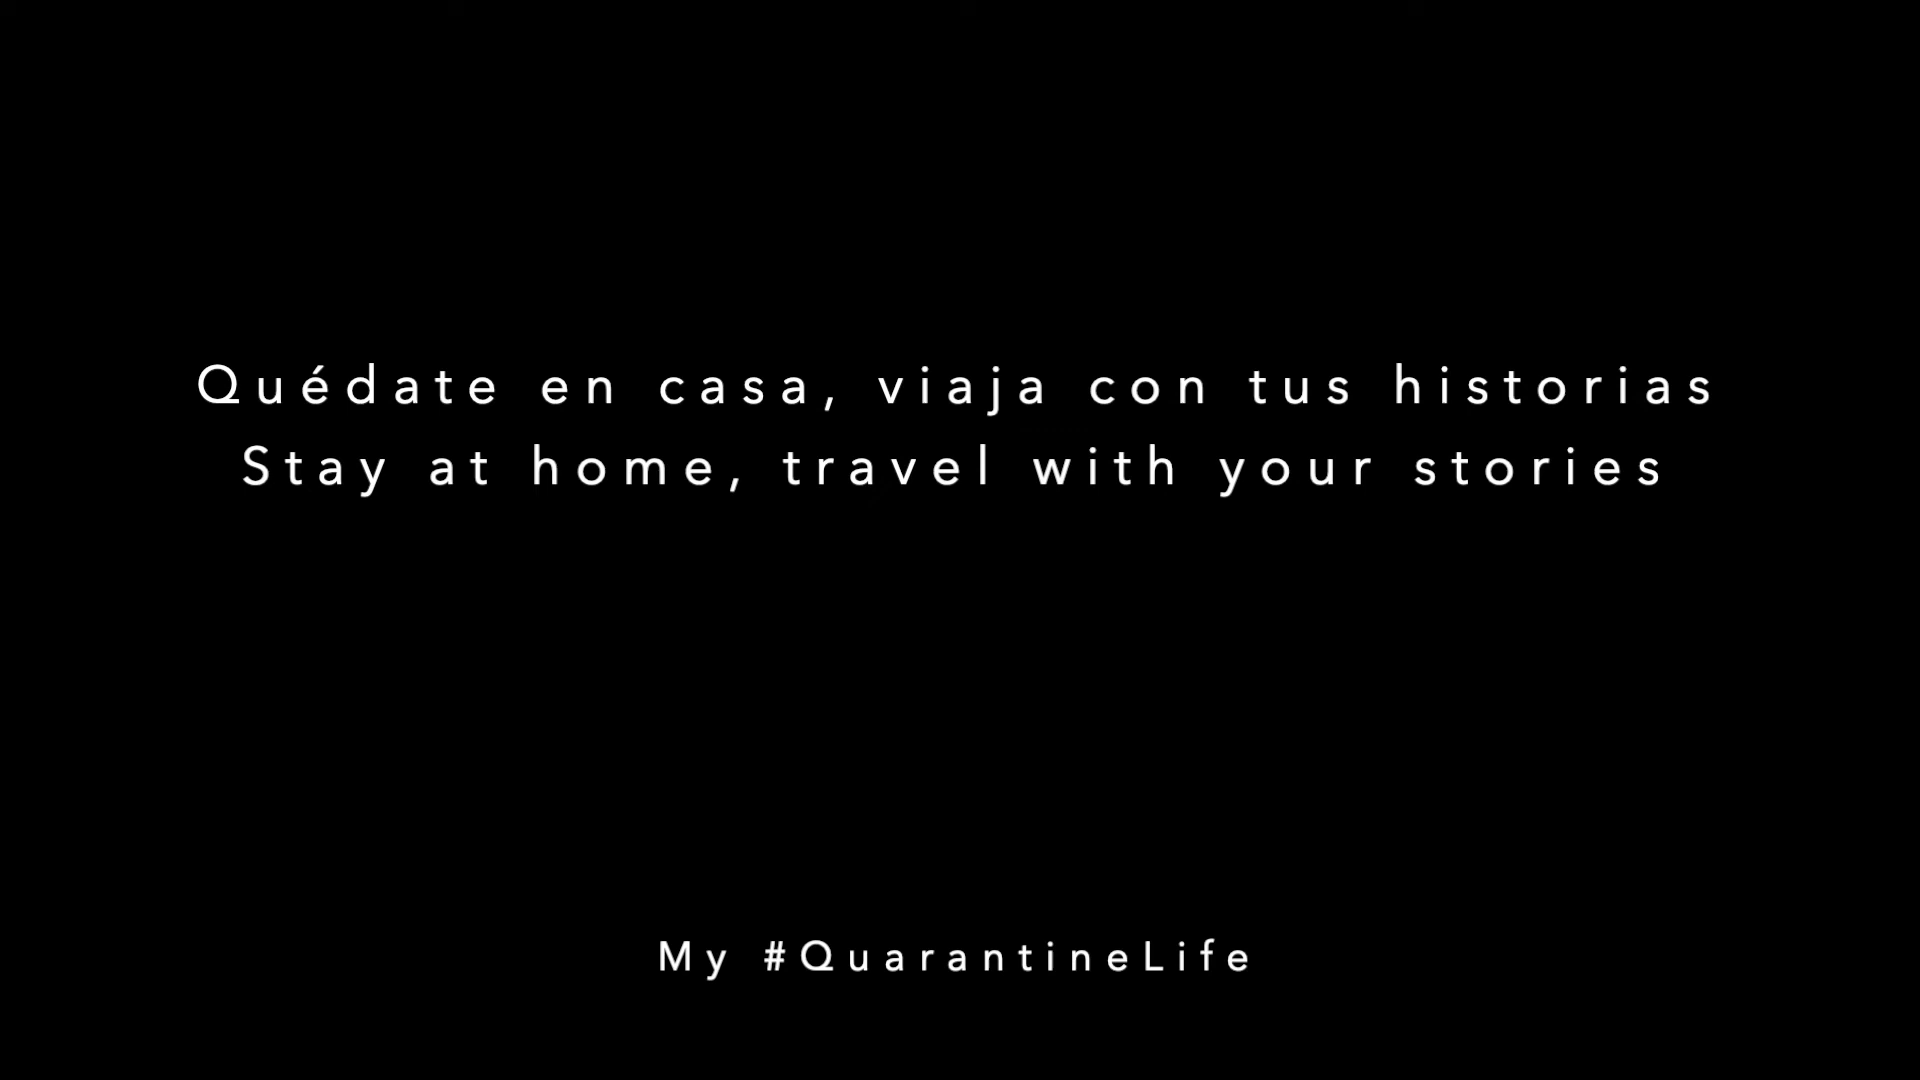 Quédate en casa, viaja con tus historias
Stay at home, travel with your stories
My #QuarantineLife